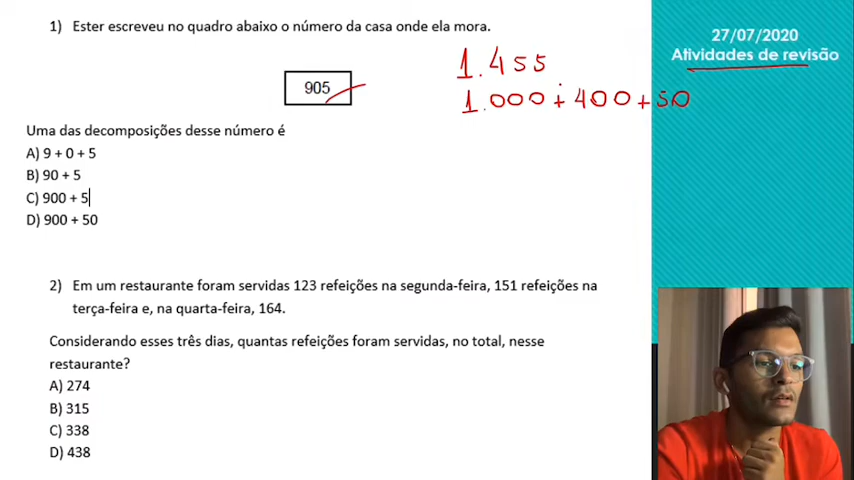 1) Ester escreveu no quadro abaixo o número da casa onde ela mora.
905
1.455
1.000+400+50
27/07/2020
Atividades de revisão
Uma das decomposições desse número é
A) 9 + 0 + 5
B) 90 + 5
C) 900 + 5
D) 900 + 50
2) Em um restaurante foram servidas 123 refeições na segunda-feira, 151 refeições na
terça-feira e, na quarta-feira, 164.
Considerando esses três dias, quantas refeições foram servidas, no total, nesse
restaurante?
A) 274
B) 315
C) 338
D) 438